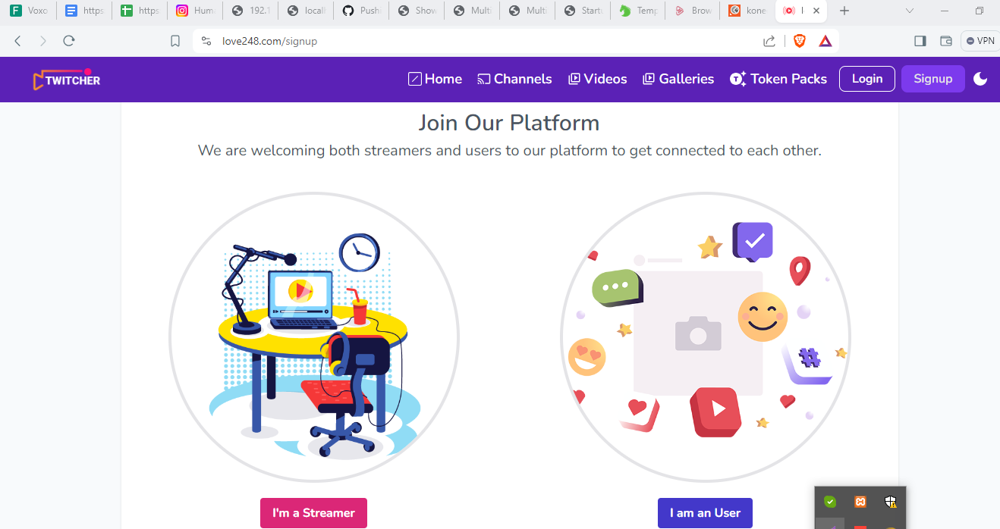 Voxo
https
https
Hum
192.1
local
Pushi
Show
Multi
Multi
Starte
Temp
Brow
kone
love248.com/signup
VPN
TWITCHER
Home
Channels
Videos
Galleries
Token Packs
Login
Signup
Join Our Platform
We are welcoming both streamers and users to our platform to get connected to each other.
#
I'm a Streamer
I am an User